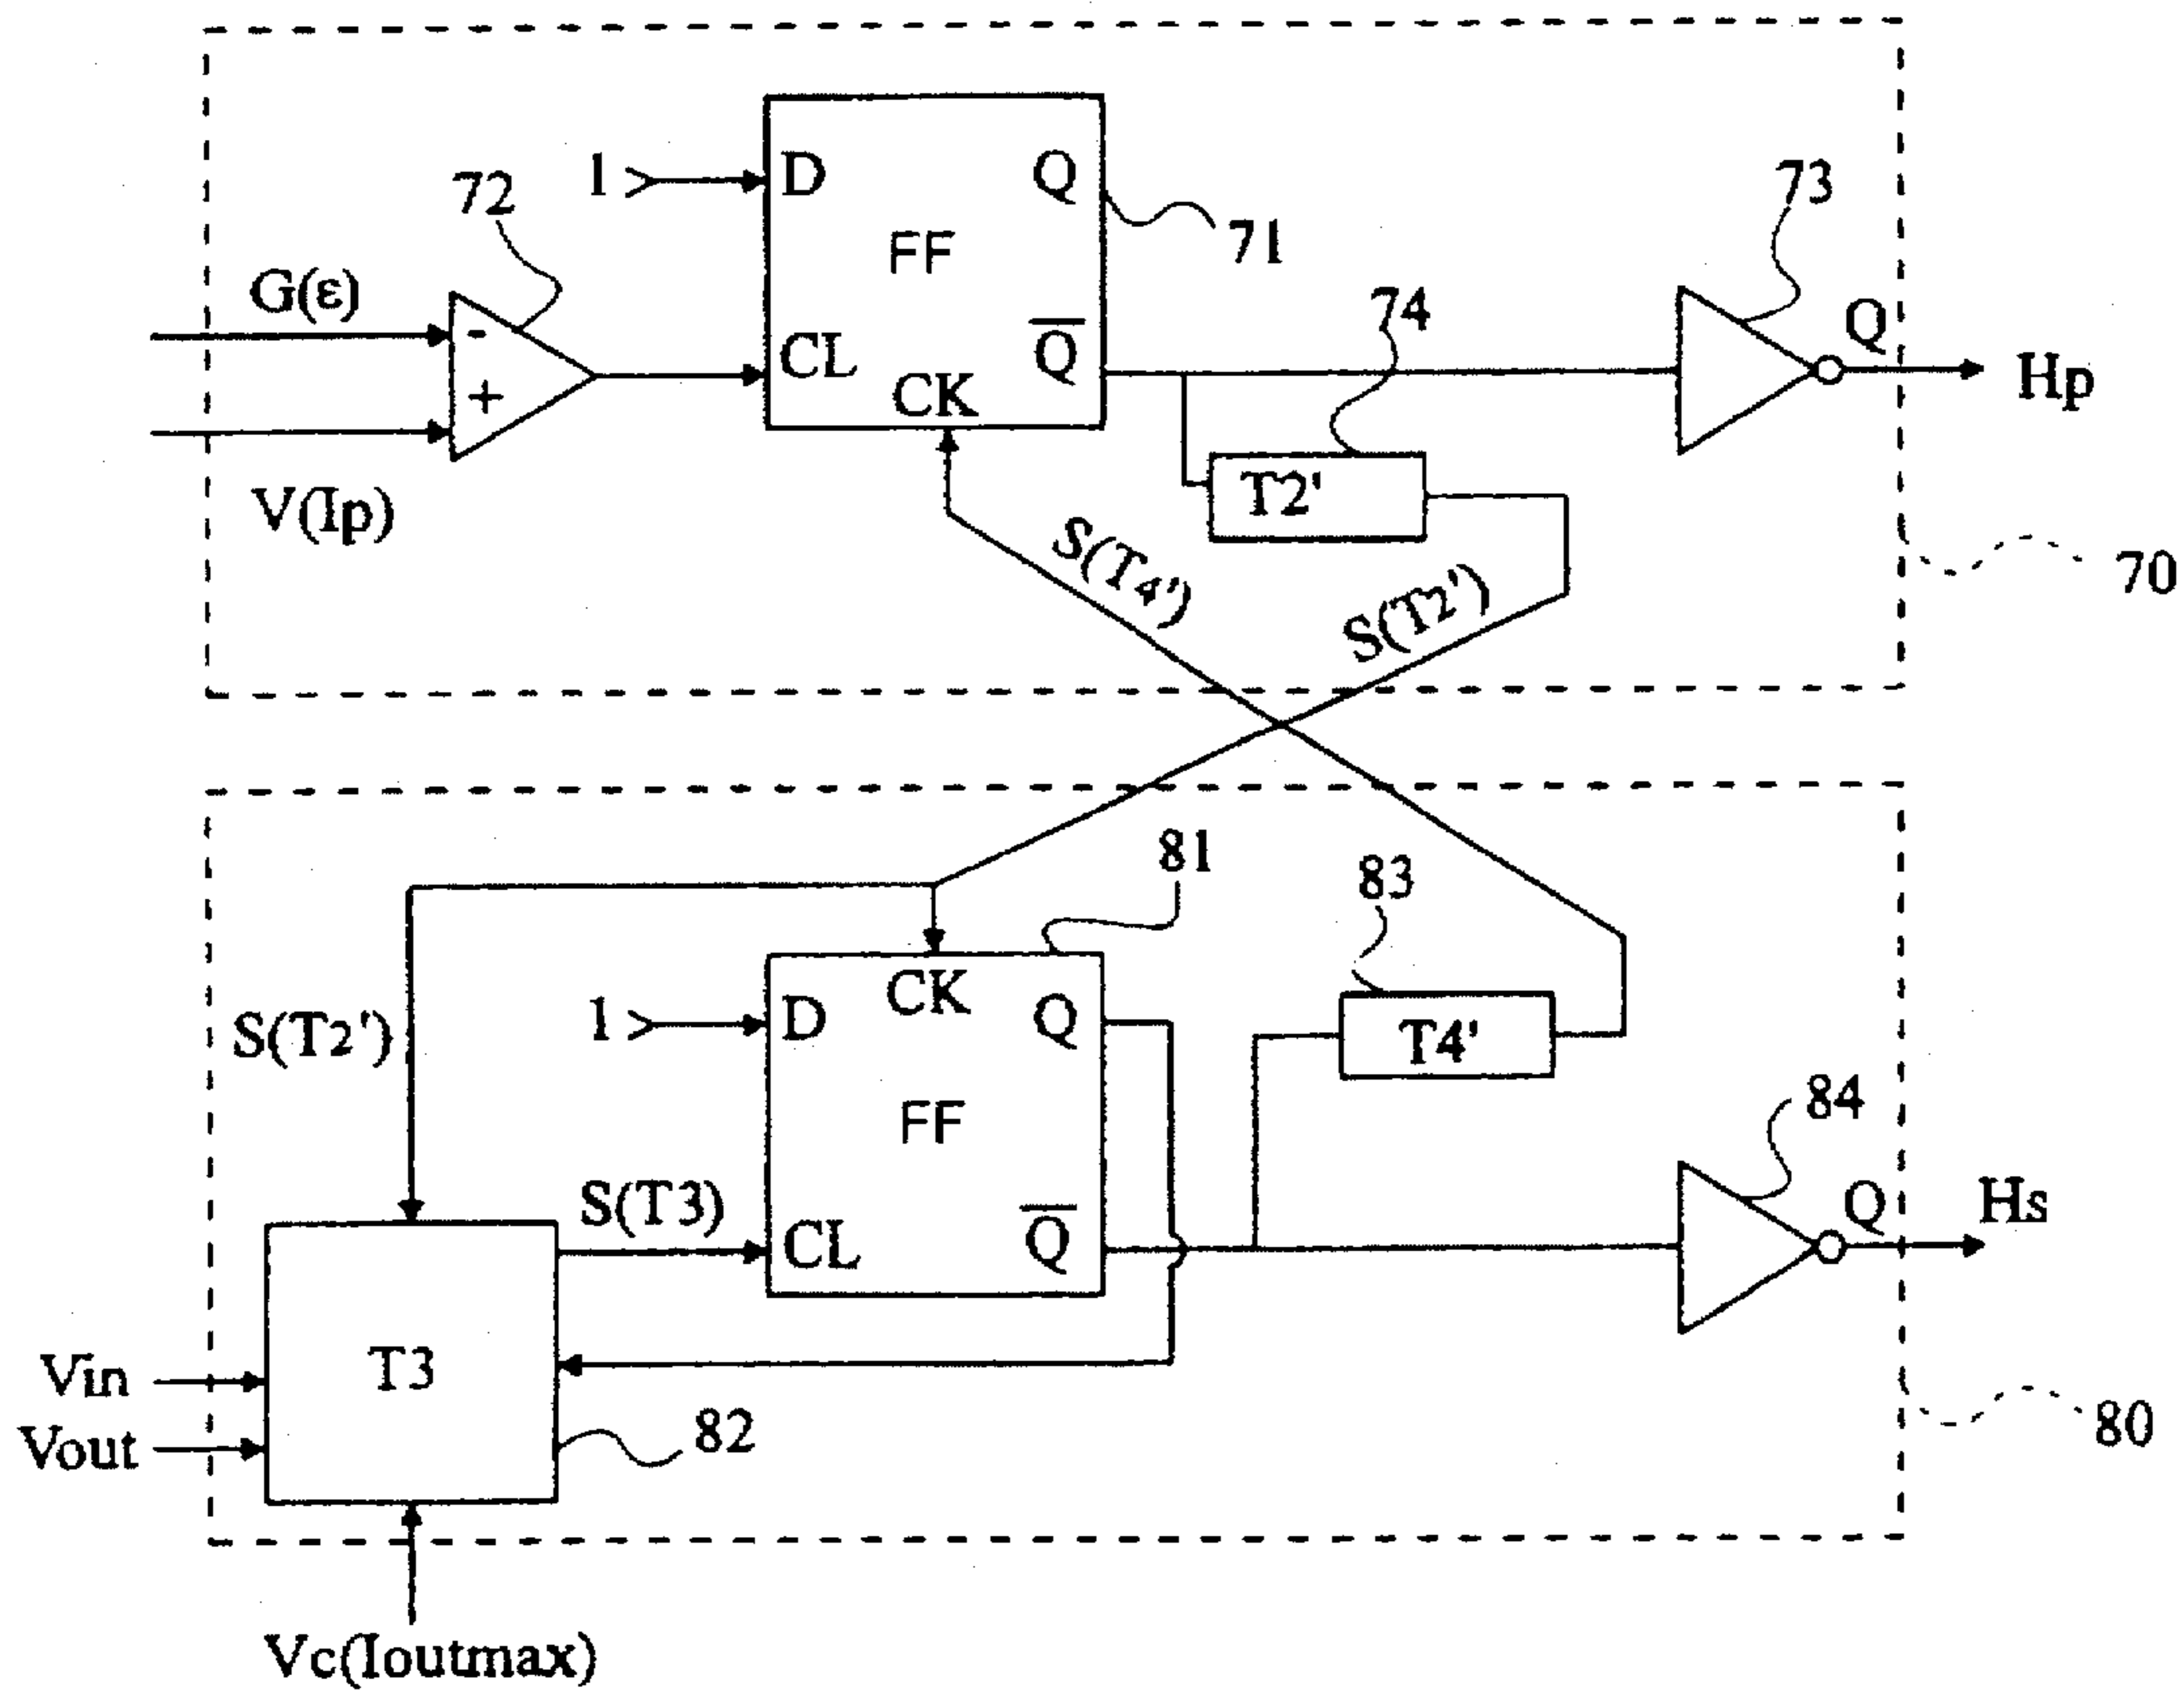 72
1
D
Q
FF
71
73
G(ε)
-
+
CL
CK
Q̅
74
Q
Hp
V(Ip)
T2'
S(T4')
S(T2')
70
81
83
S(T2')
1
D
CK
Q
FF
T4'
84
S(T3)
CL
Q̅
Q
Hs
Vin
Vout
T3
82
80
Vc(Ioutmax)